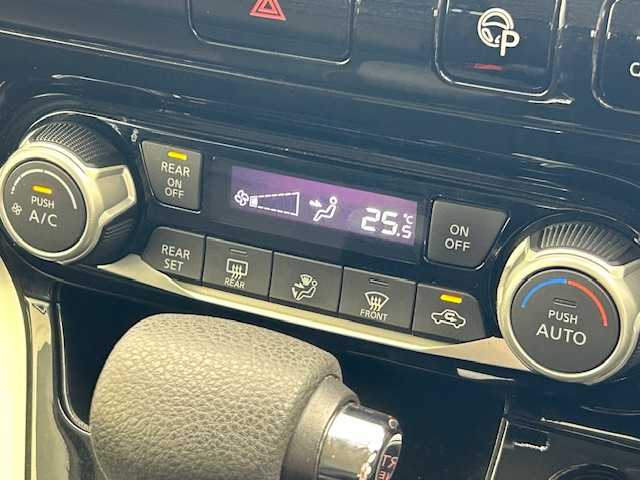 P
PUSH
A/C
REAR
ON
OFF
25.5
°C
ON
OFF
REAR
SET
REAR
FRONT
PUSH
AUTO